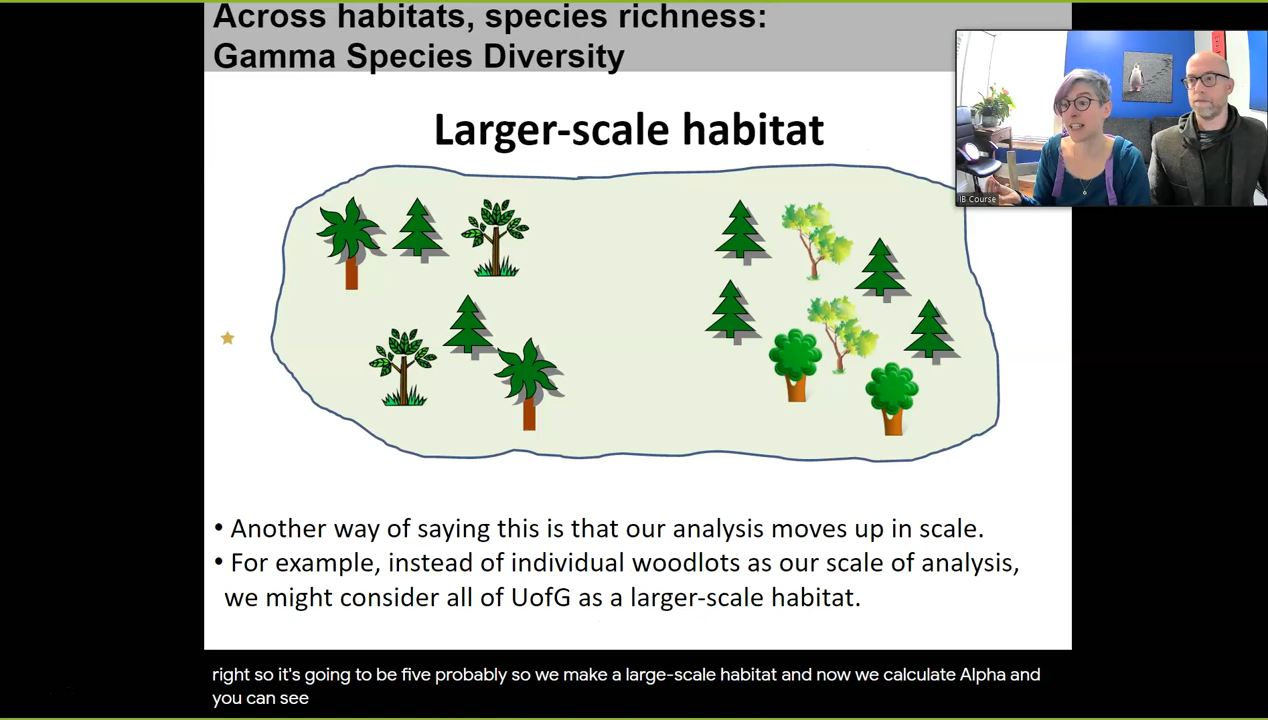 Across habitats, species richness:
Gamma Species Diversity
Larger-scale habitat
IB Course
• Another way of saying this is that our analysis moves up in scale.
• For example, instead of individual woodlots as our scale of analysis,
we might consider all of UofG as a larger-scale habitat.
right so it's going to be five probably so we make a large-scale habitat and now we calculate Alpha and
you can see